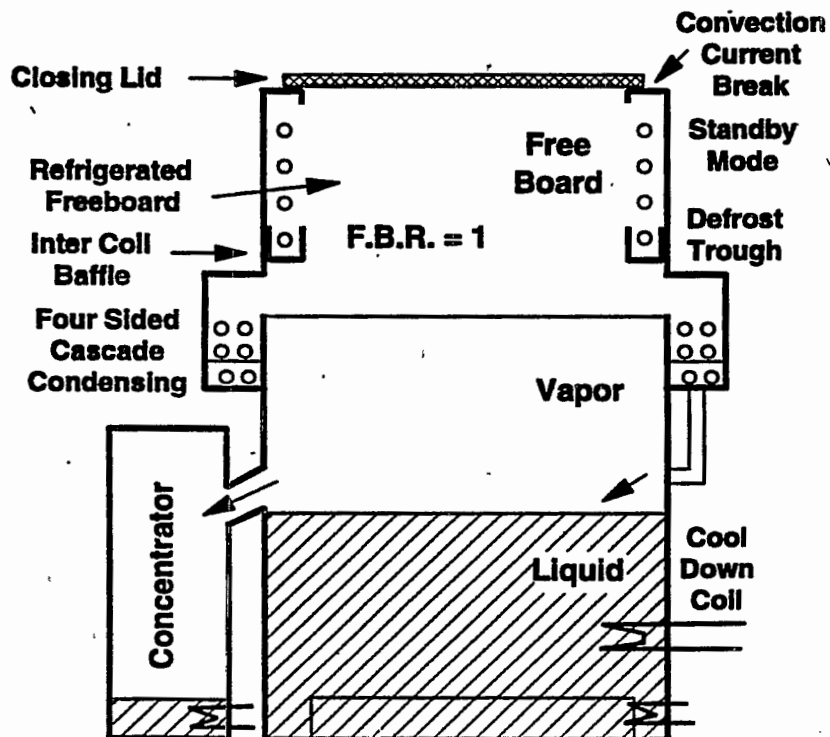 Convection
Current
Break
Closing Lid
Standby
Mode
Free
Board
Refrigerated
Freeboard
Defrost
Trough
F.B.R. = 1
Inter Coil
Baffle
Four Sided
Cascade
Condensing
Vapor
Concentrator
Liquid
Cool
Down
Coil